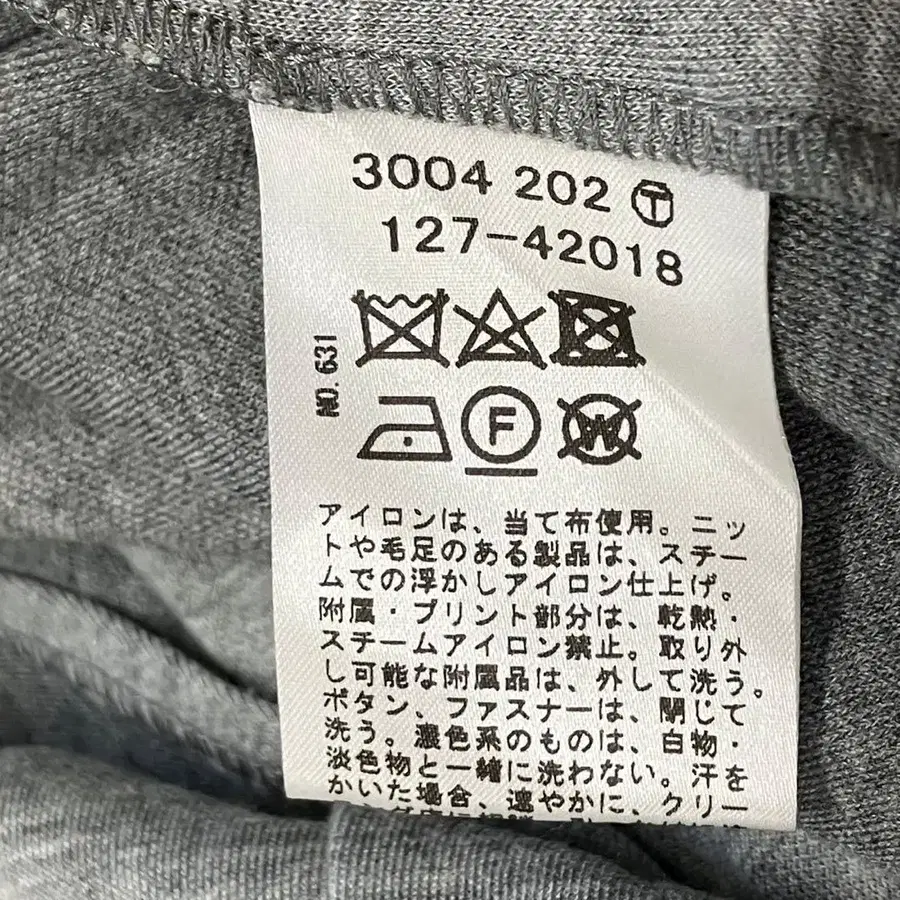 3004 202 Ⓣ
127-42018
NO. 631
F
W
アイロンは、当て布使用。ニッ
トや毛足のある製品は、スチー
ムでの浮かしアイロン仕上げ。
附属・プリント部分は、乾熱・
スチームアイロン禁止。取り外
し可能な附属品は、外して洗う。
ボタン、ファスナーは、閉じて
洗う。濃色系のものは、白物・
淡色物と一緒に洗わない。汗を
かいた場合、速やかに、クリー